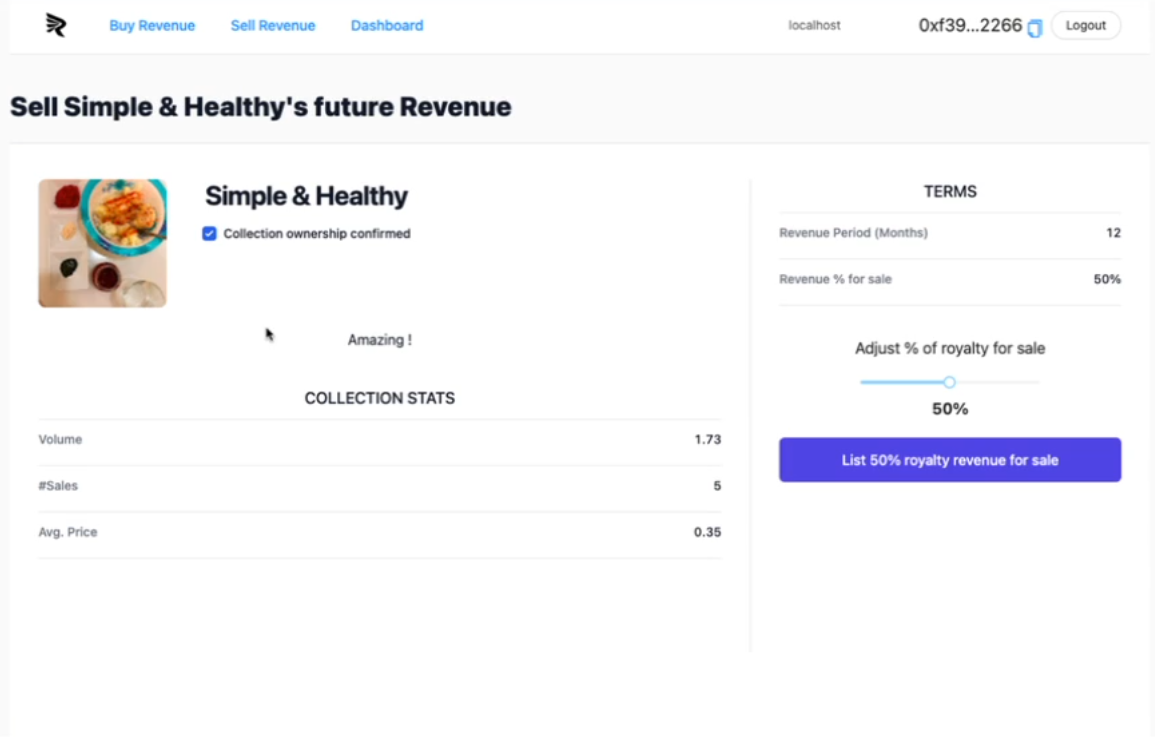 Buy Revenue Sell Revenue Dashboard localhost 0xf39...2266 Logout
Sell Simple & Healthy's future Revenue
Simple & Healthy
Collection ownership confirmed
Amazing !
COLLECTION STATS
Volume 1.73
#Sales 5
Avg. Price 0.35
TERMS
Revenue Period (Months) 12
Revenue % for sale 50%
Adjust % of royalty for sale
50%
List 50% royalty revenue for sale